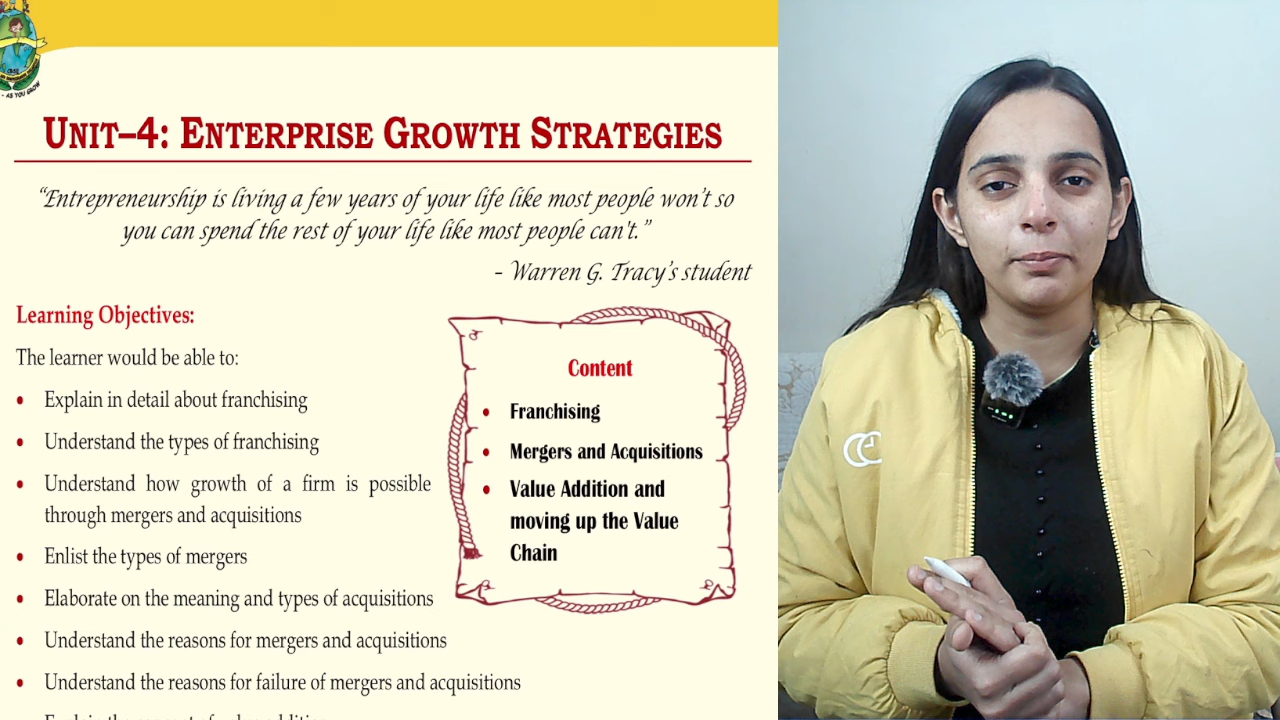 - AS YOU GROW
UNIT–4: ENTERPRISE GROWTH STRATEGIES
“Entrepreneurship is living a few years of your life like most people won’t so
you can spend the rest of your life like most people can’t.”
- Warren G. Tracy’s student
Learning Objectives:
The learner would be able to:
• Explain in detail about franchising
• Understand the types of franchising
• Understand how growth of a firm is possible
through mergers and acquisitions
• Enlist the types of mergers
• Elaborate on the meaning and types of acquisitions
• Understand the reasons for mergers and acquisitions
• Understand the reasons for failure of mergers and acquisitions
Content
• Franchising
• Mergers and Acquisitions
• Value Addition and
moving up the Value
Chain